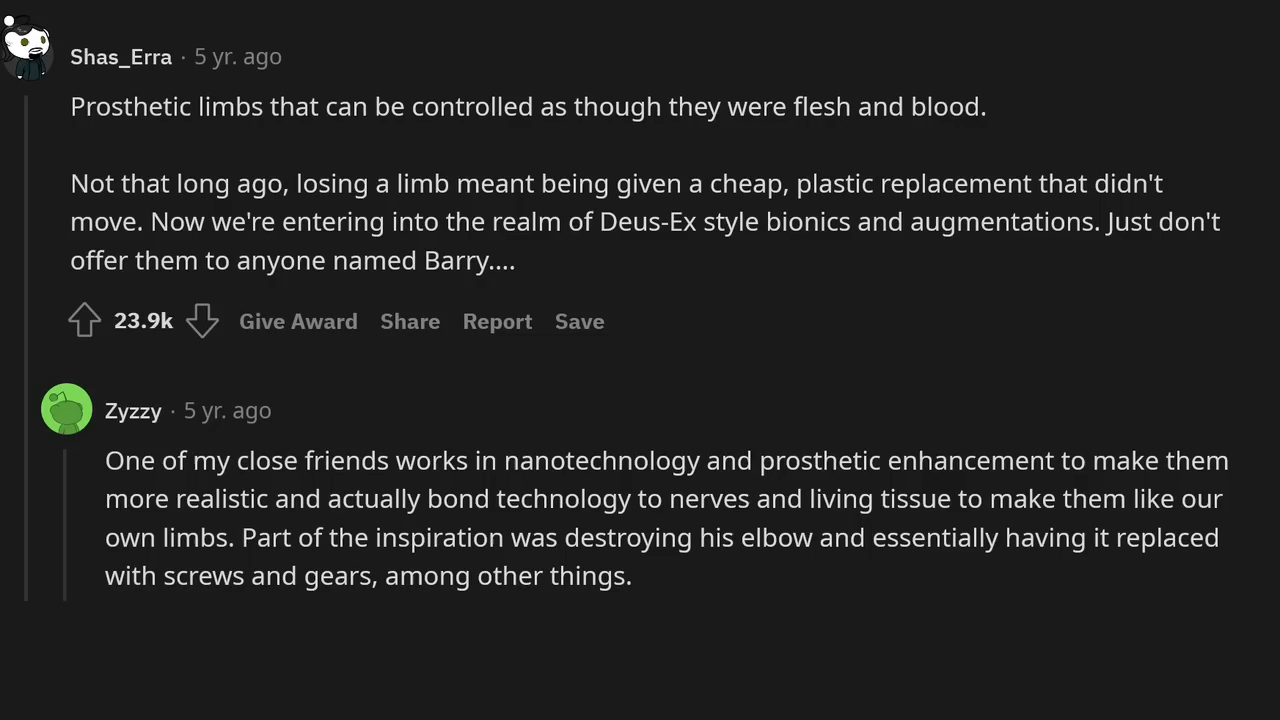 Shas_Erra · 5 yr. ago
Prosthetic limbs that can be controlled as though they were flesh and blood.
Not that long ago, losing a limb meant being given a cheap, plastic replacement that didn't
move. Now we're entering into the realm of Deus-Ex style bionics and augmentations. Just don't
offer them to anyone named Barry....
23.9k Give Award Share Report Save
Zyzzy · 5 yr. ago
One of my close friends works in nanotechnology and prosthetic enhancement to make them
more realistic and actually bond technology to nerves and living tissue to make them like our
own limbs. Part of the inspiration was destroying his elbow and essentially having it replaced
with screws and gears, among other things.